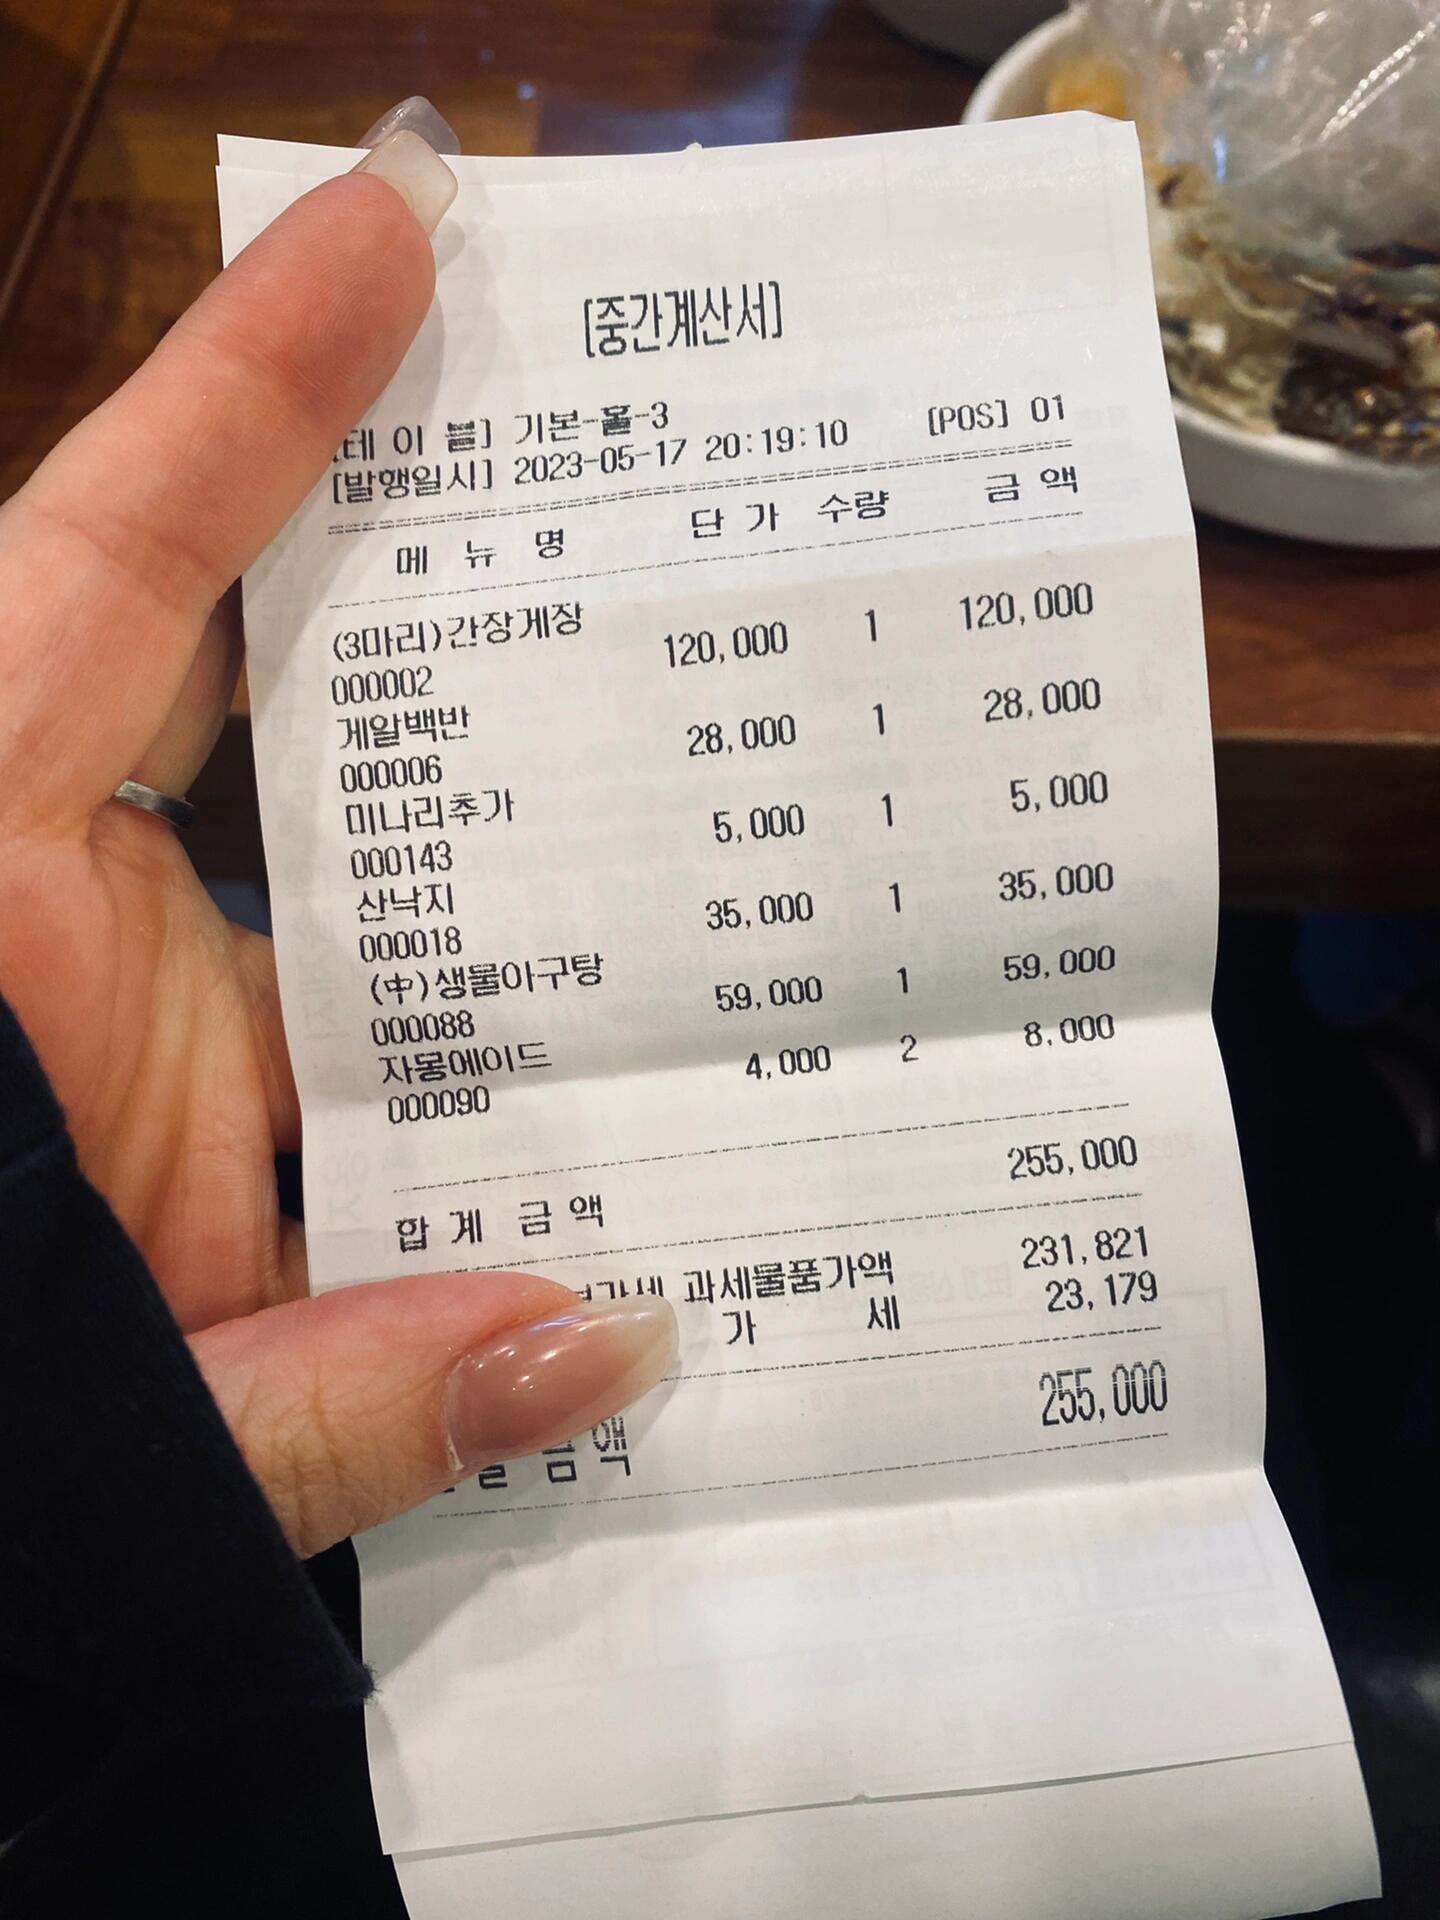 [중간계산서]
[테 이 블] 기본-홀-3
[발행일시] 2023-05-17 20:19:10 [POS] 01
메 뉴 명 단 가 수량 금 액
(3마리)간장게장 120,000 1 120,000
000002
게알백반 28,000 1 28,000
000006
미나리추가 5,000 1 5,000
000143
산낙지 35,000 1 35,000
000018
(中)생물아구탕 59,000 1 59,000
000088
자몽에이드 4,000 2 8,000
000090
합 계 금 액 255,000
과세물품가액 231,821
가 세 23,179
금 액 255,000